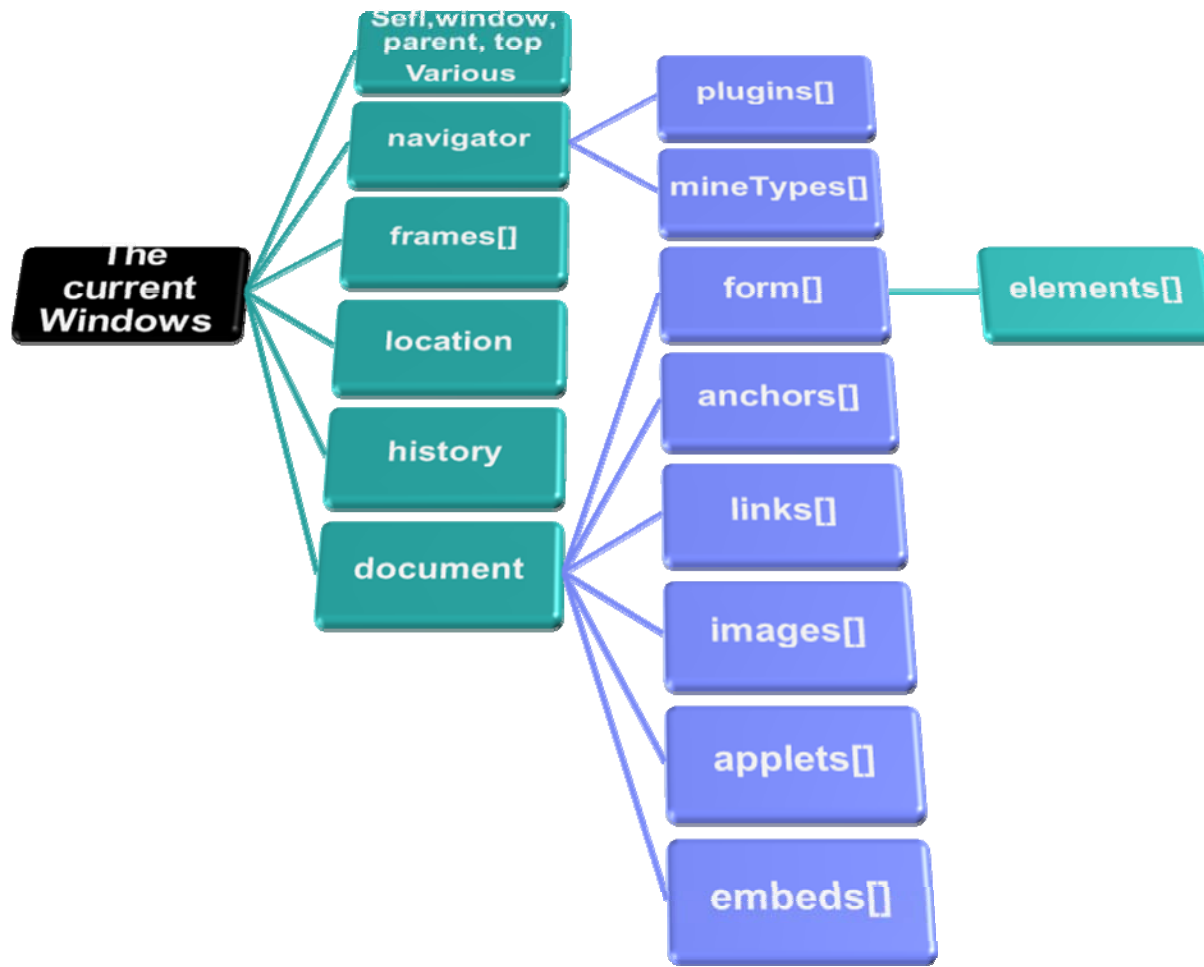 Sefl,window,
parent, top
Various
navigator
frames[]
location
history
document
The
current
Windows
plugins[]
mineTypes[]
form[]
anchors[]
links[]
images[]
applets[]
embeds[]
elements[]